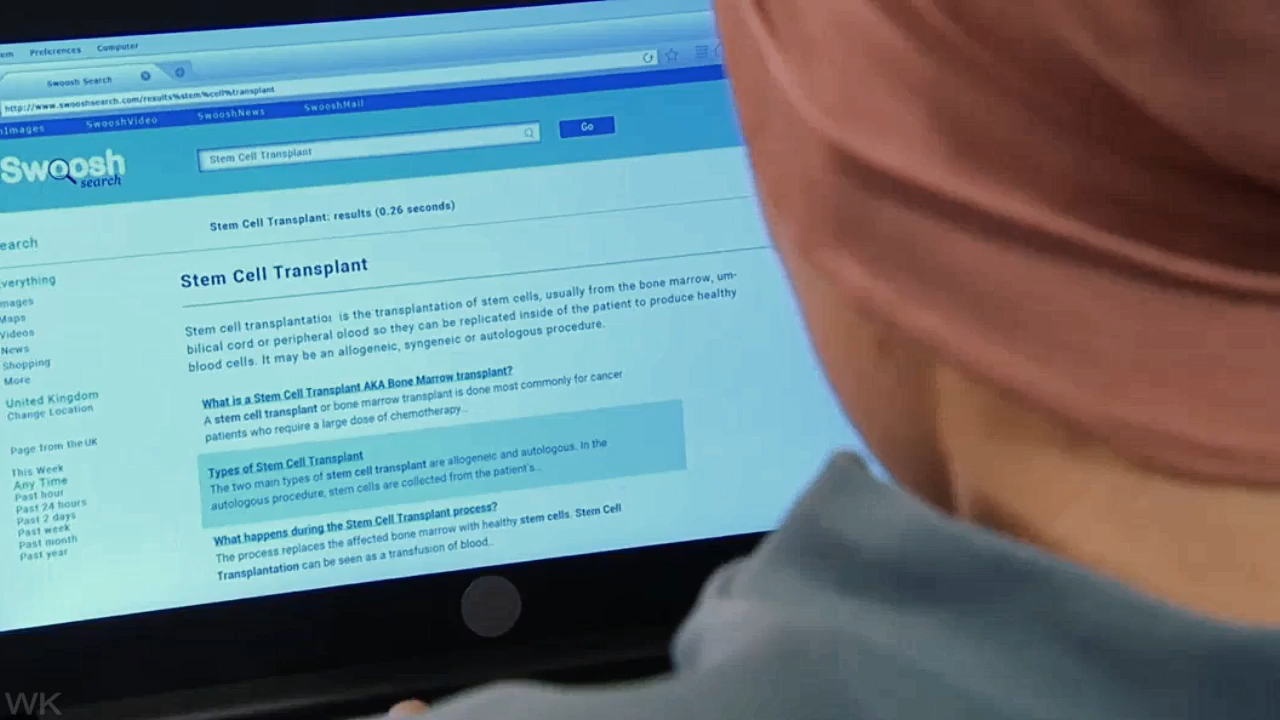 em Preferences Computer
Swoosh Search
http://www.swooshsearch.com/results%stem%cell%transplant
nImages SwooshVideo SwooshNews SwooshMail
Swoosh
search
Stem Cell Transplant
Go
Stem Cell Transplant: results (0.26 seconds)
earch
verything
mages
Maps
Videos
News
Shopping
More
United Kingdom
Change Location
Page from the UK
This Week
Any Time
Past hour
Past 24 hours
Past 2 days
Past week
Past month
Past year
Stem Cell Transplant
Stem cell transplantation is the transplantation of stem cells, usually from the bone marrow, um-
bilical cord or peripheral blood so they can be replicated inside of the patient to produce healthy
blood cells. It may be an allogeneic, syngeneic or autologous procedure.
What is a Stem Cell Transplant AKA Bone Marrow transplant?
A stem cell transplant or bone marrow transplant is done most commonly for cancer
patients who require a large dose of chemotherapy...
Types of Stem Cell Transplant
The two main types of stem cell transplant are allogeneic and autologous. In the
autologous procedure, stem cells are collected from the patient's...
What happens during the Stem Cell Transplant process?
The process replaces the affected bone marrow with healthy stem cells. Stem Cell
Transplantation can be seen as a transfusion of blood...
WK